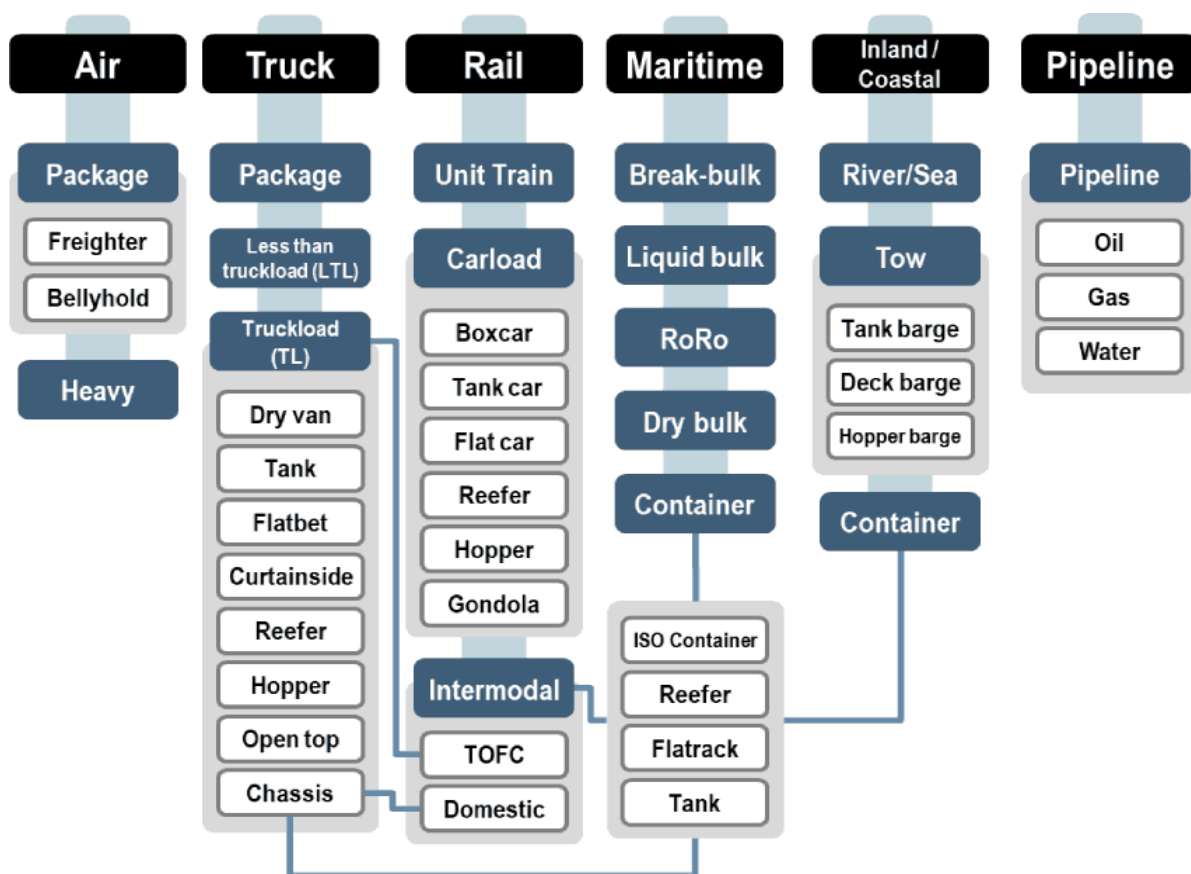 Air
Package
Freighter
Bellyhold
Heavy
Truck
Package
Less than
truckload (LTL)
Truckload
(TL)
Dry van
Tank
Flatbet
Curtainside
Reefer
Hopper
Open top
Chassis
Rail
Unit Train
Carload
Boxcar
Tank car
Flat car
Reefer
Hopper
Gondola
Intermodal
TOFC
Domestic
Maritime
Break-bulk
Liquid bulk
RoRo
Dry bulk
Container
ISO Container
Reefer
Flatrack
Tank
Inland /
Coastal
River/Sea
Tow
Tank barge
Deck barge
Hopper barge
Container
Pipeline
Pipeline
Oil
Gas
Water